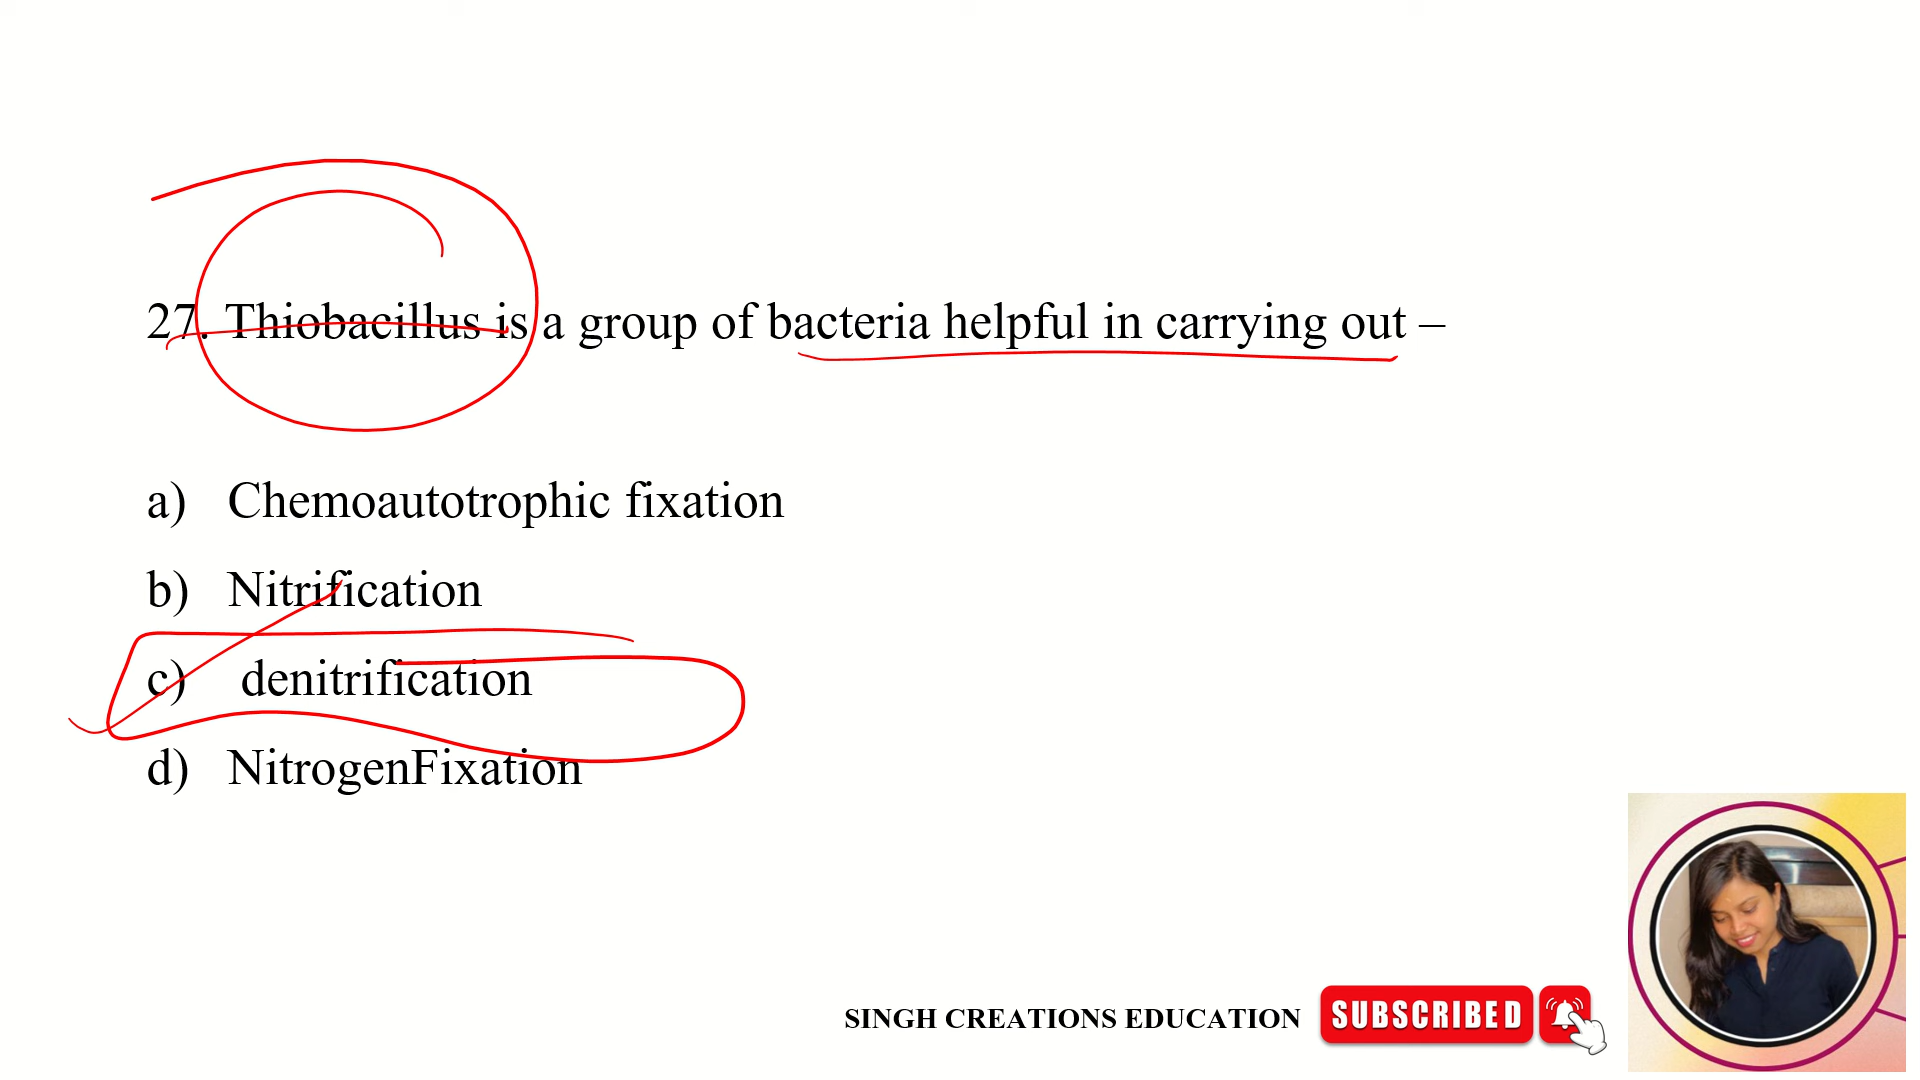 27. Thiobacillus is a group of bacteria helpful in carrying out –
a) Chemoautotrophic fixation
b) Nitrification
c) denitrification
d) NitrogenFixation
SINGH CREATIONS EDUCATION SUBSCRIBED